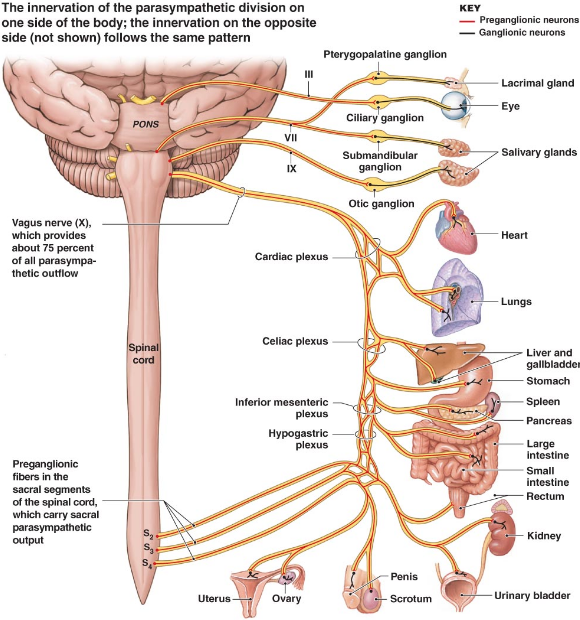 The innervation of the parasympathetic division on
one side of the body; the innervation on the opposite
side (not shown) follows the same pattern
KEY
Preganglionic neurons
Ganglionic neurons
Pterygopalatine ganglion
III
Lacrimal gland
Eye
PONS
Ciliary ganglion
VII
Submandibular
ganglion
Salivary glands
IX
Otic ganglion
Vagus nerve (X),
which provides
about 75 percent
of all parasympa-
thetic outflow
Heart
Cardiac plexus
Lungs
Spinal
cord
Celiac plexus
Liver and
gallbladder
Stomach
Spleen
Inferior mesenteric
plexus
Pancreas
Hypogastric
plexus
Large
intestine
Small
intestine
Rectum
Preganglionic
fibers in the
sacral segments
of the spinal cord,
which carry sacral
parasympathetic
output
S2
S3
S4
Kidney
Uterus
Ovary
Penis
Scrotum
Urinary bladder